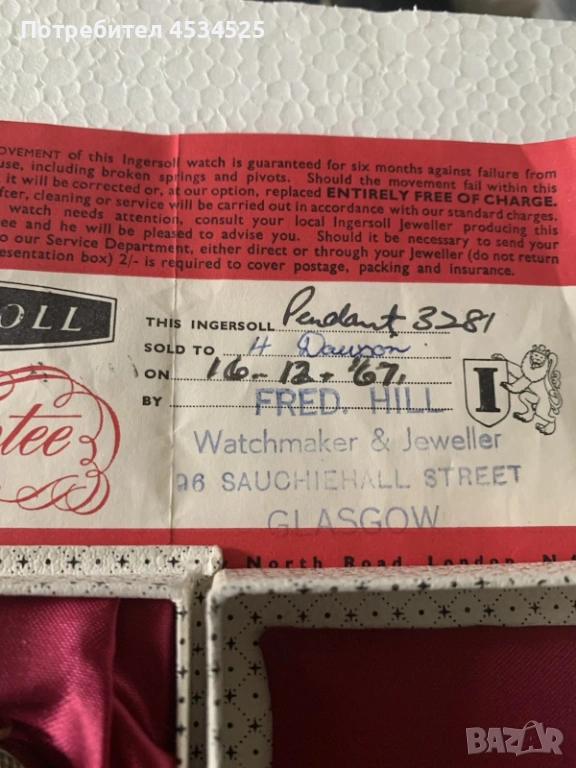 Потребител 4534525
OVEMENT of this Ingersoll watch is guaranteed for six months against failure from
use, including broken springs and pivots. Should the movement fail within this
it will be corrected or, at our option, replaced ENTIRELY FREE OF CHARGE.
fter, cleaning or service will be carried out in accordance with our standard charges.
watch needs attention, consult your local Ingersoll Jeweller producing this
ee and he will be pleased to advise you. Should it be necessary to send your
o our Service Department, either direct or through your Jeweller (do not return
resentation box) 2/- is required to cover postage, packing and insurance.
OLL
THIS INGERSOLL Pendant 3281
SOLD TO H Dawson
ON 16-12-'67.
BY FRED. HILL
I
tee
Watchmaker & Jeweller
96 SAUCHIEHALL STREET
GLASGOW
North Road, London, N.
BAZAR